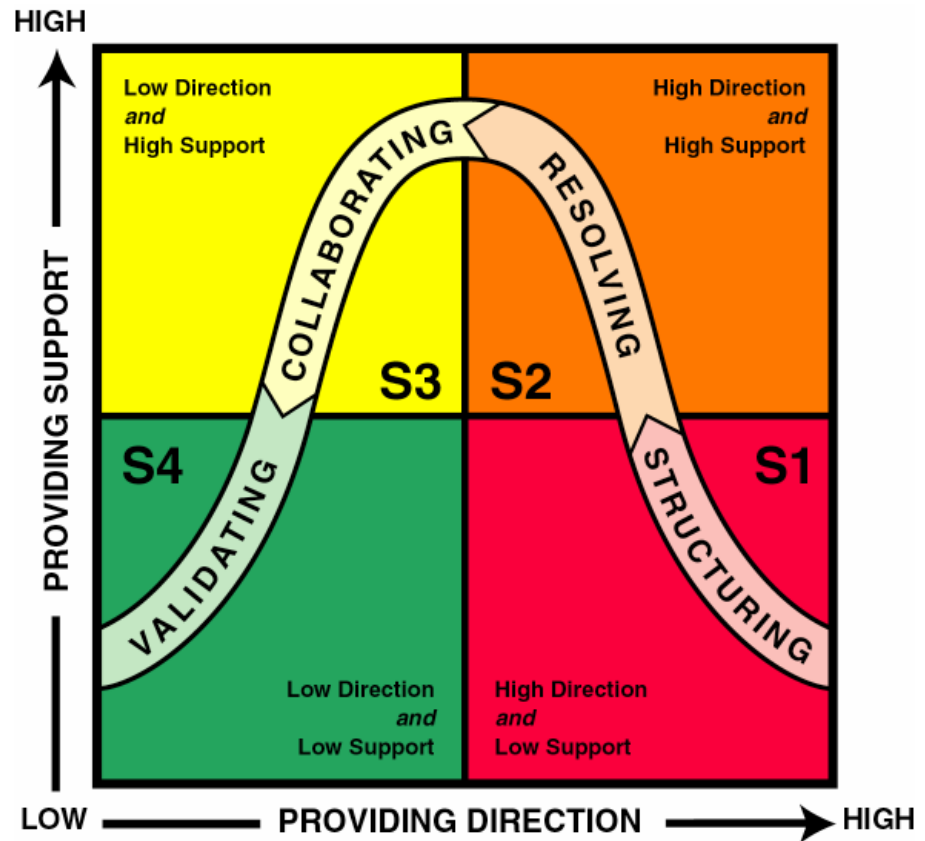 HIGH
Low Direction
and
High Support
High Direction
and
High Support
COLLABORATING
RESOLVING
PROVIDING SUPPORT
S3
S2
S4
S1
VALIDATING
STRUCTURING
Low Direction
and
Low Support
High Direction
and
Low Support
LOW
PROVIDING DIRECTION
HIGH